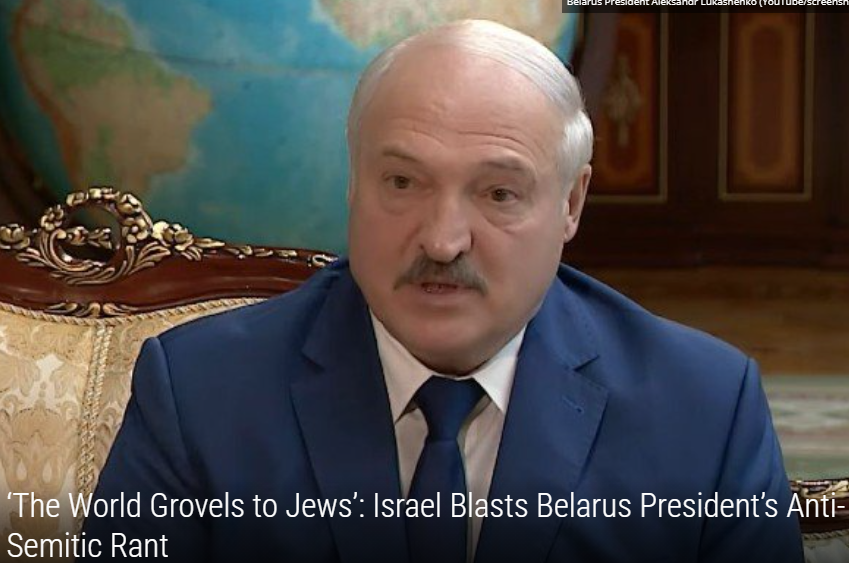 Belarus President Aleksandr Lukashenko (YouTube/screensh
‘The World Grovels to Jews’: Israel Blasts Belarus President’s Anti-
Semitic Rant